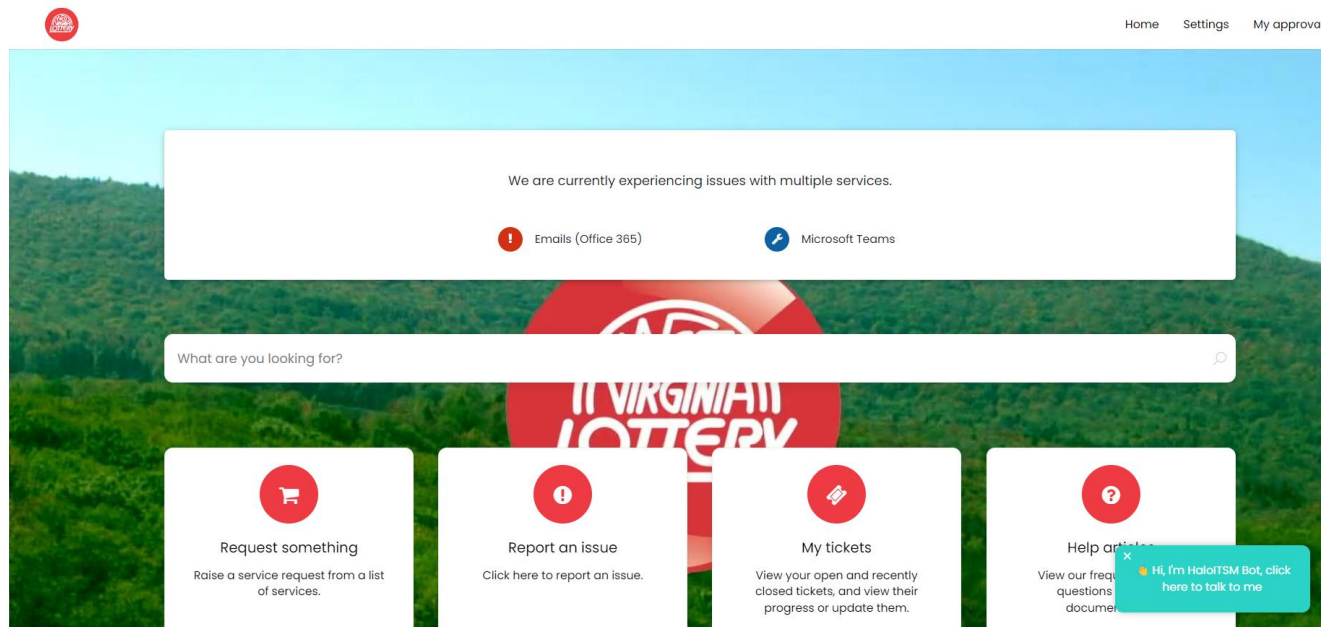 Home Settings My approva
We are currently experiencing issues with multiple services.
Emails (Office 365) Microsoft Teams
What are you looking for?
VIRGINIA
LOTTERY
Request something
Raise a service request from a list
of services.
Report an issue
Click here to report an issue.
My tickets
View your open and recently
closed tickets, and view their
progress or update them.
Help articles
View our freq
questions
docume
👋 Hi, I'm HaloITSM Bot, click
here to talk to me